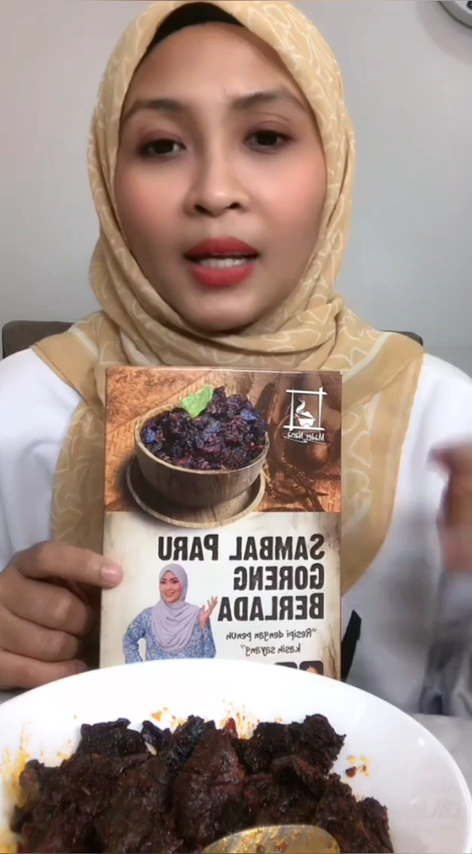 SAMBAL PARU
GORENG
BERLADA
"Resipi dengan penuh
kasih sayang"